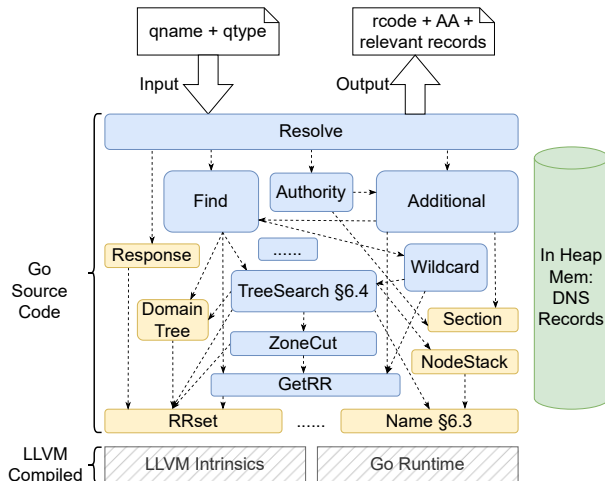 qname + qtype
rcode + AA +
relevant records
Input
Output
Resolve
Find
Authority
Additional
Response
......
Wildcard
Go
Source
Code
In Heap
Mem:
DNS
Records
TreeSearch §6.4
Domain
Tree
Section
ZoneCut
NodeStack
GetRR
RRset
......
Name §6.3
LLVM
Compiled
LLVM Intrinsics
Go Runtime